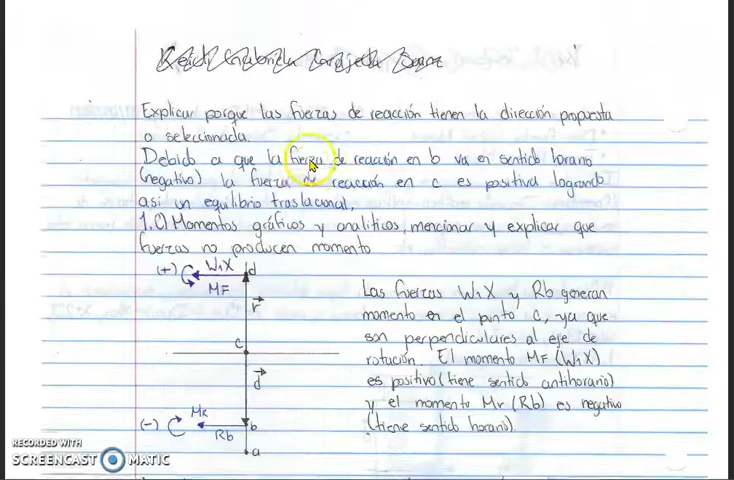 Explicar porque las fuerzas de reacción tienen la dirección propuesta
o seleccionada.
Debido a que la fuerza de reacción en b va en sentido horario
(negativo) la fuerza de reacción en c es positiva logrando
asi un equilibrio traslacional.
1.c) Momentos gráficos y analíticos, mencionar y explicar que
fuerzas no producen momento
(+) W₁X d
MF
r
c
d
(-) Mr b
Rb
a
Las fuerzas W₁X y Rb generan
momento en el punto c, ya que
son perpendiculares al eje de
rotación. El momento MF (W₁X)
es positivo (tiene sentido antihorario)
y el momento Mr (Rb) es negativo
(tiene sentido horario).
RECORDED WITH
SCREENCAST MATIC